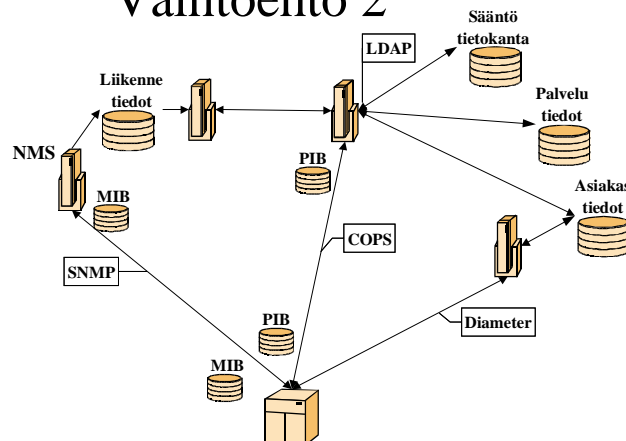 Vaihtoehto 2
Sääntö
tietokanta
LDAP
Liikenne
tiedot
Palvelu
tiedot
NMS
PIB
MIB
Asiakas
tiedot
COPS
SNMP
PIB
Diameter
MIB